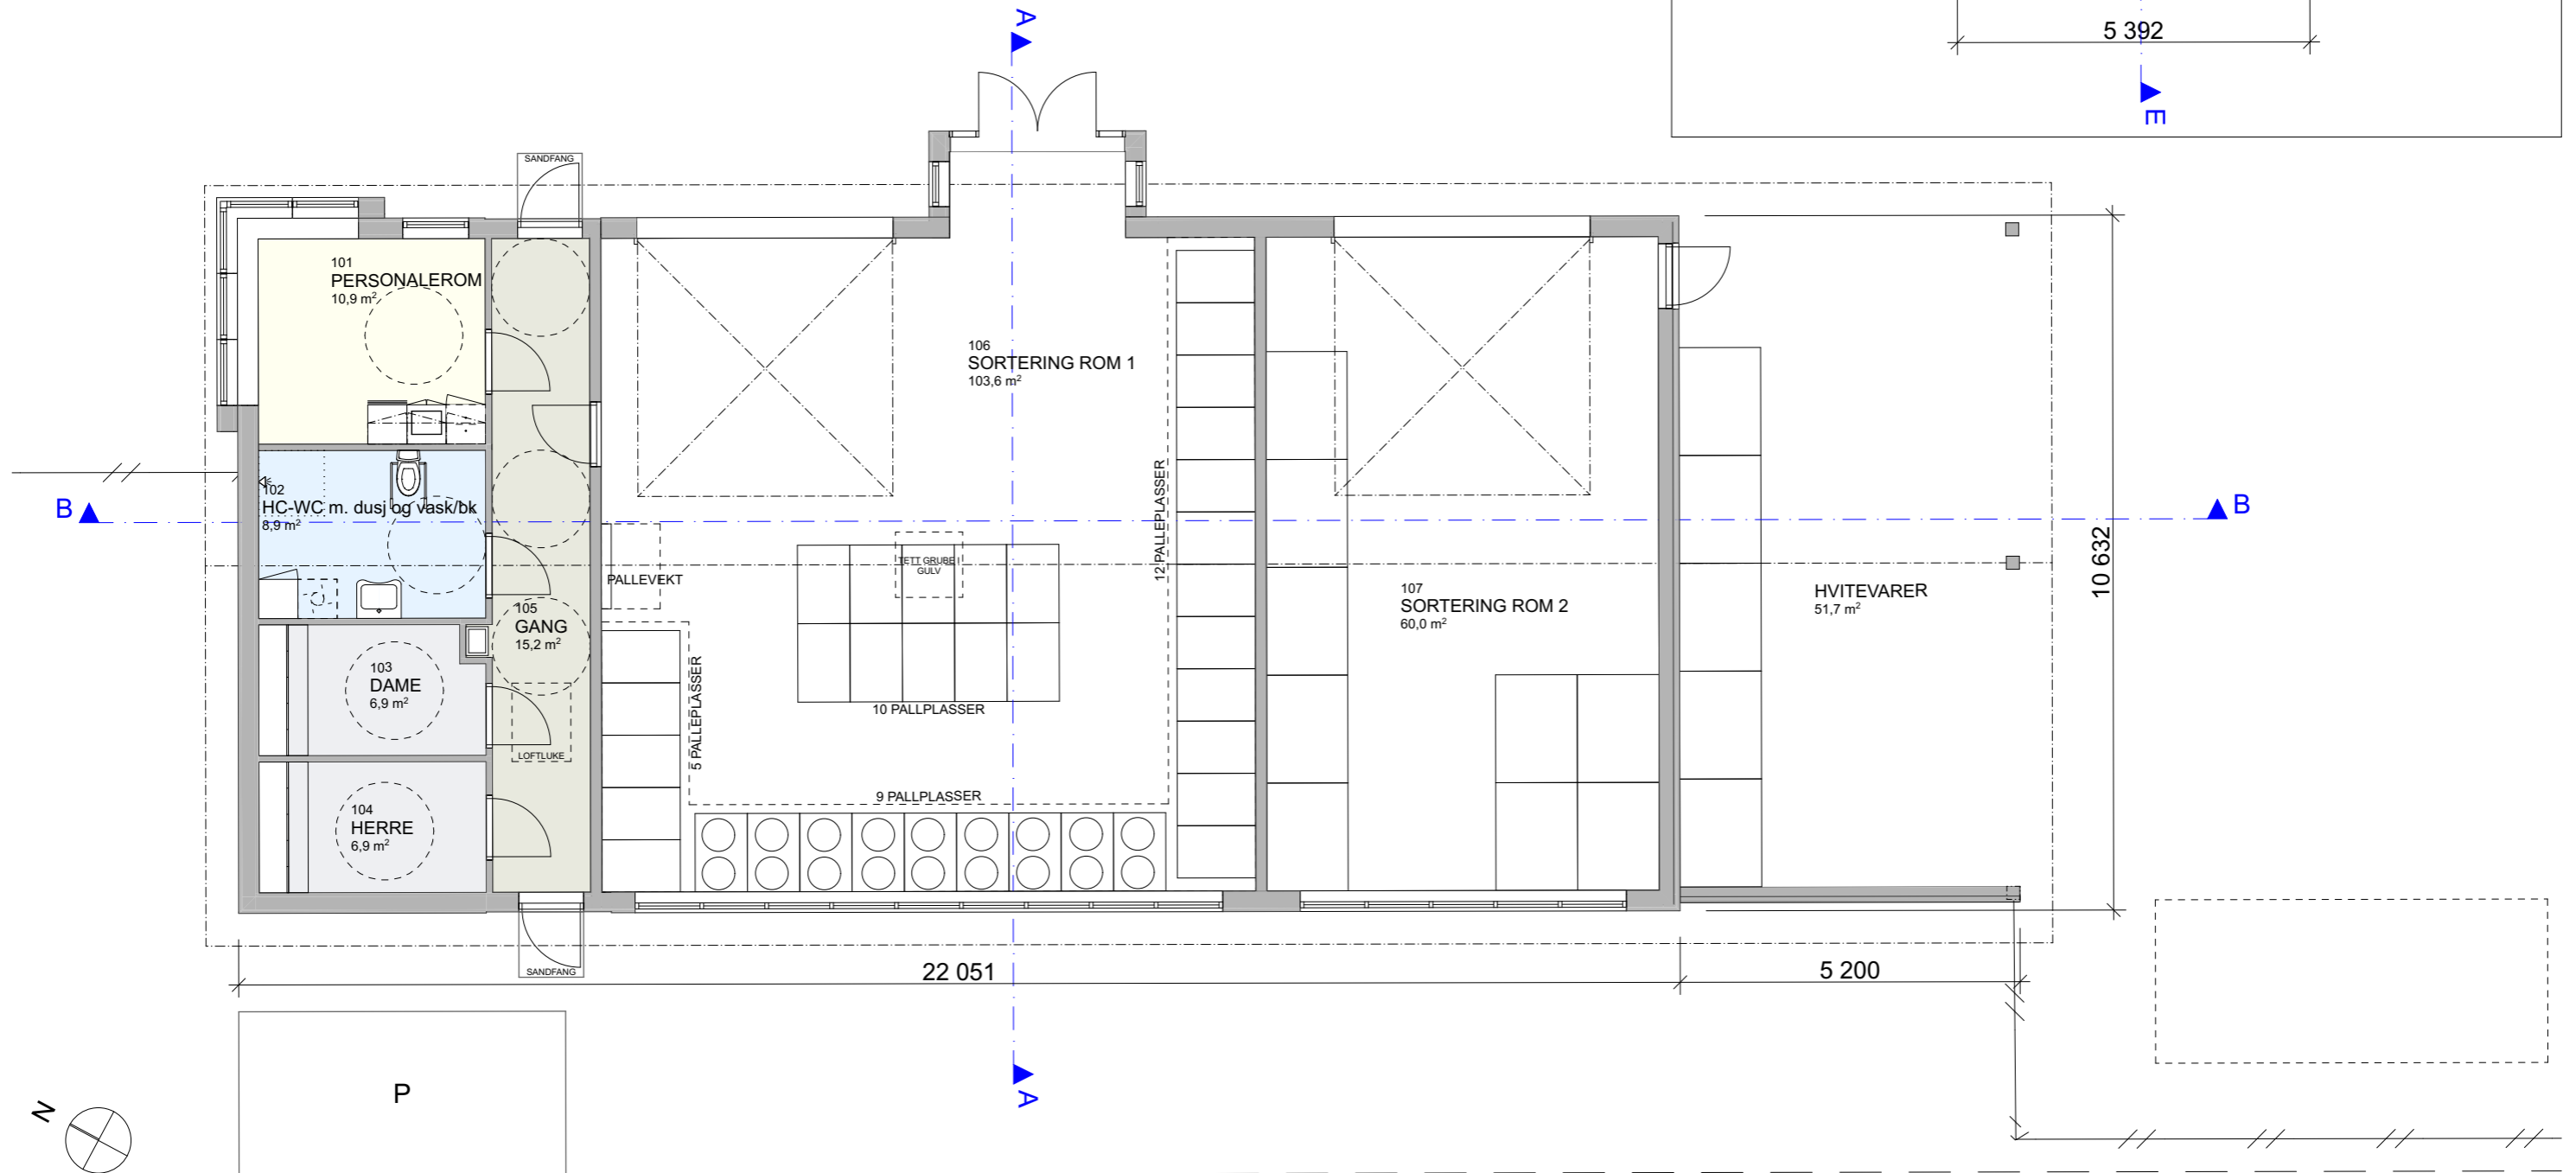 A
5 392
E
SANDFANG
101
PERSONALEROM
10,9 m²
106
SORTERING ROM 1
103,6 m²
12 PALLEPLASSER
102
HC-WC m. dusj og vask/bk
8,9 m²
B
B
10 632
TETT GRUBE I
GULV
PALLEVEKT
107
SORTERING ROM 2
60,0 m²
HVITEVARER
51,7 m²
105
GANG
15,2 m²
103
DAME
6,9 m²
5 PALLEPLASSER
10 PALLPLASSER
LOFTLUKE
9 PALLPLASSER
104
HERRE
6,9 m²
SANDFANG
22 051
5 200
P
A
N